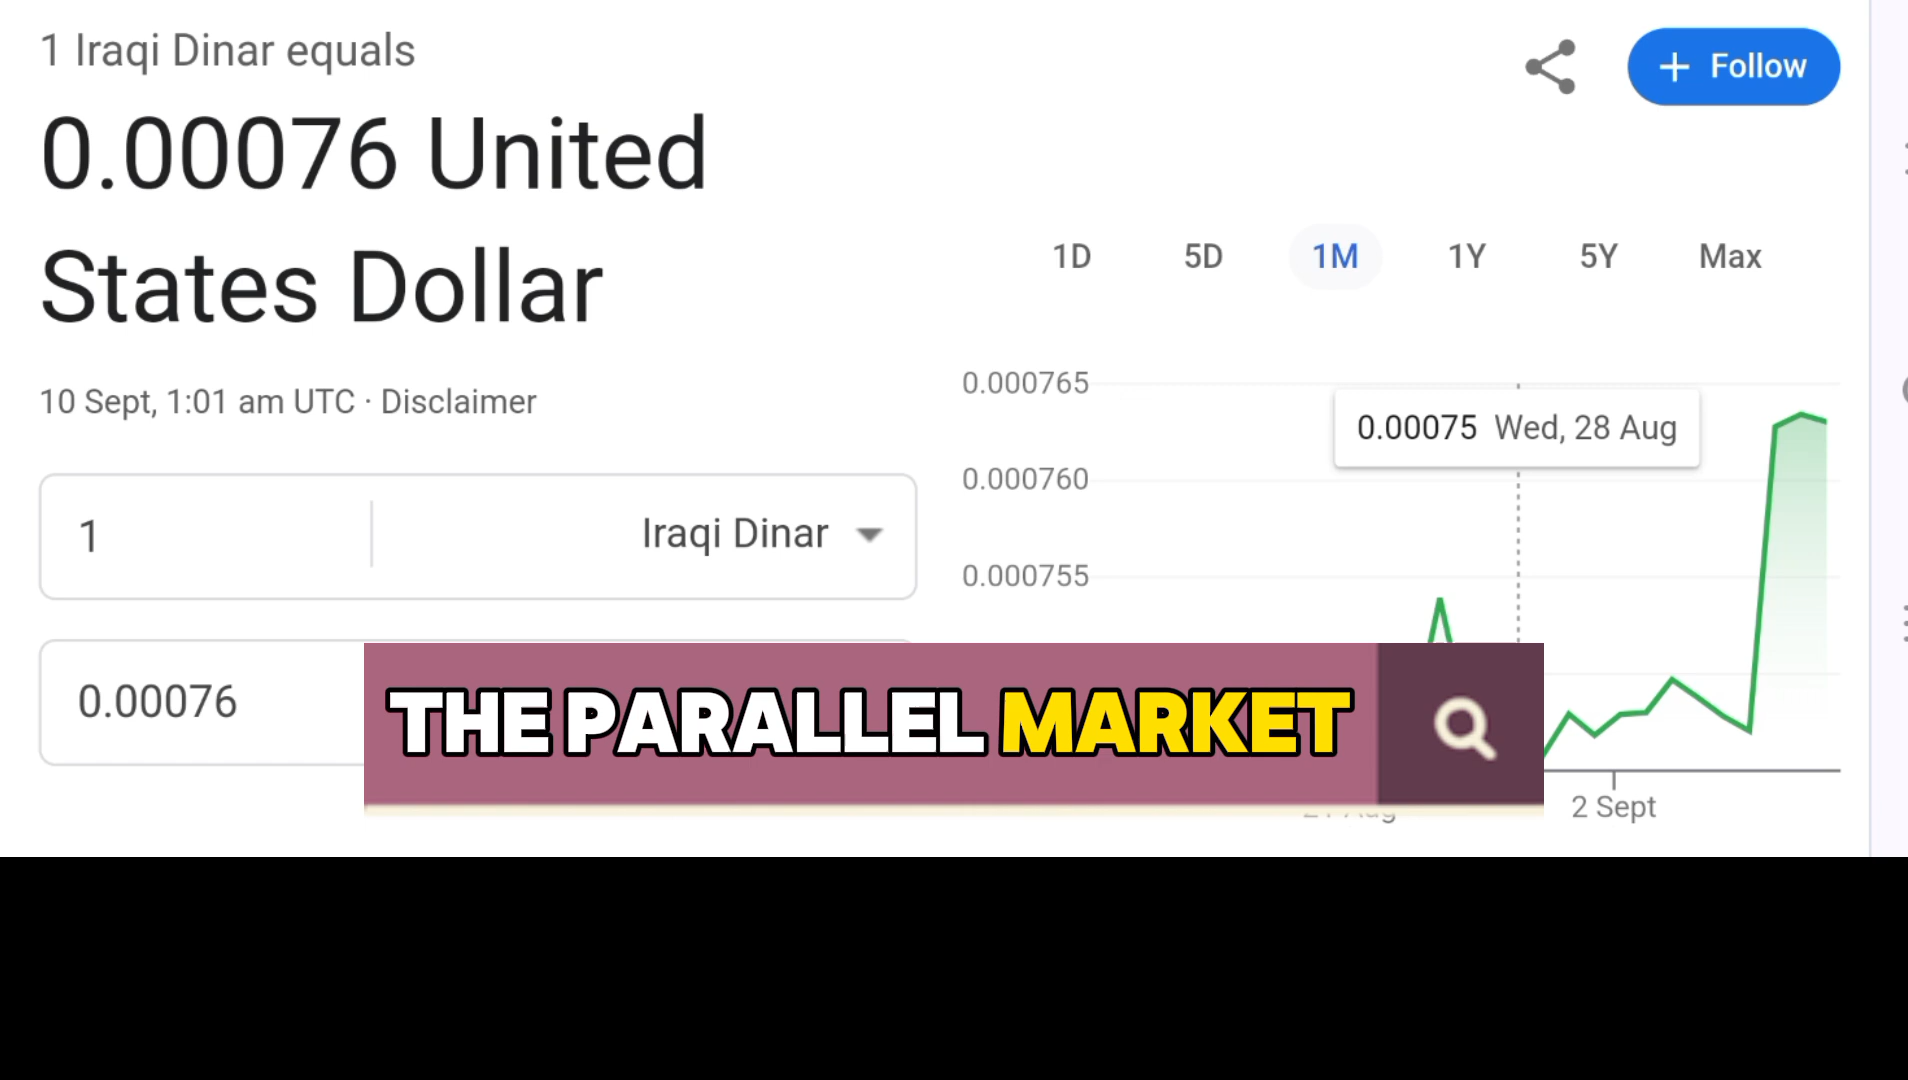 1 Iraqi Dinar equals
0.00076 United
States Dollar
10 Sept, 1:01 am UTC · Disclaimer
+ Follow
1D 5D 1M 1Y 5Y Max
0.000765
0.00075 Wed, 28 Aug
0.000760
0.000755
1 Iraqi Dinar
0.00076
THE PARALLEL MARKET
2 Sept